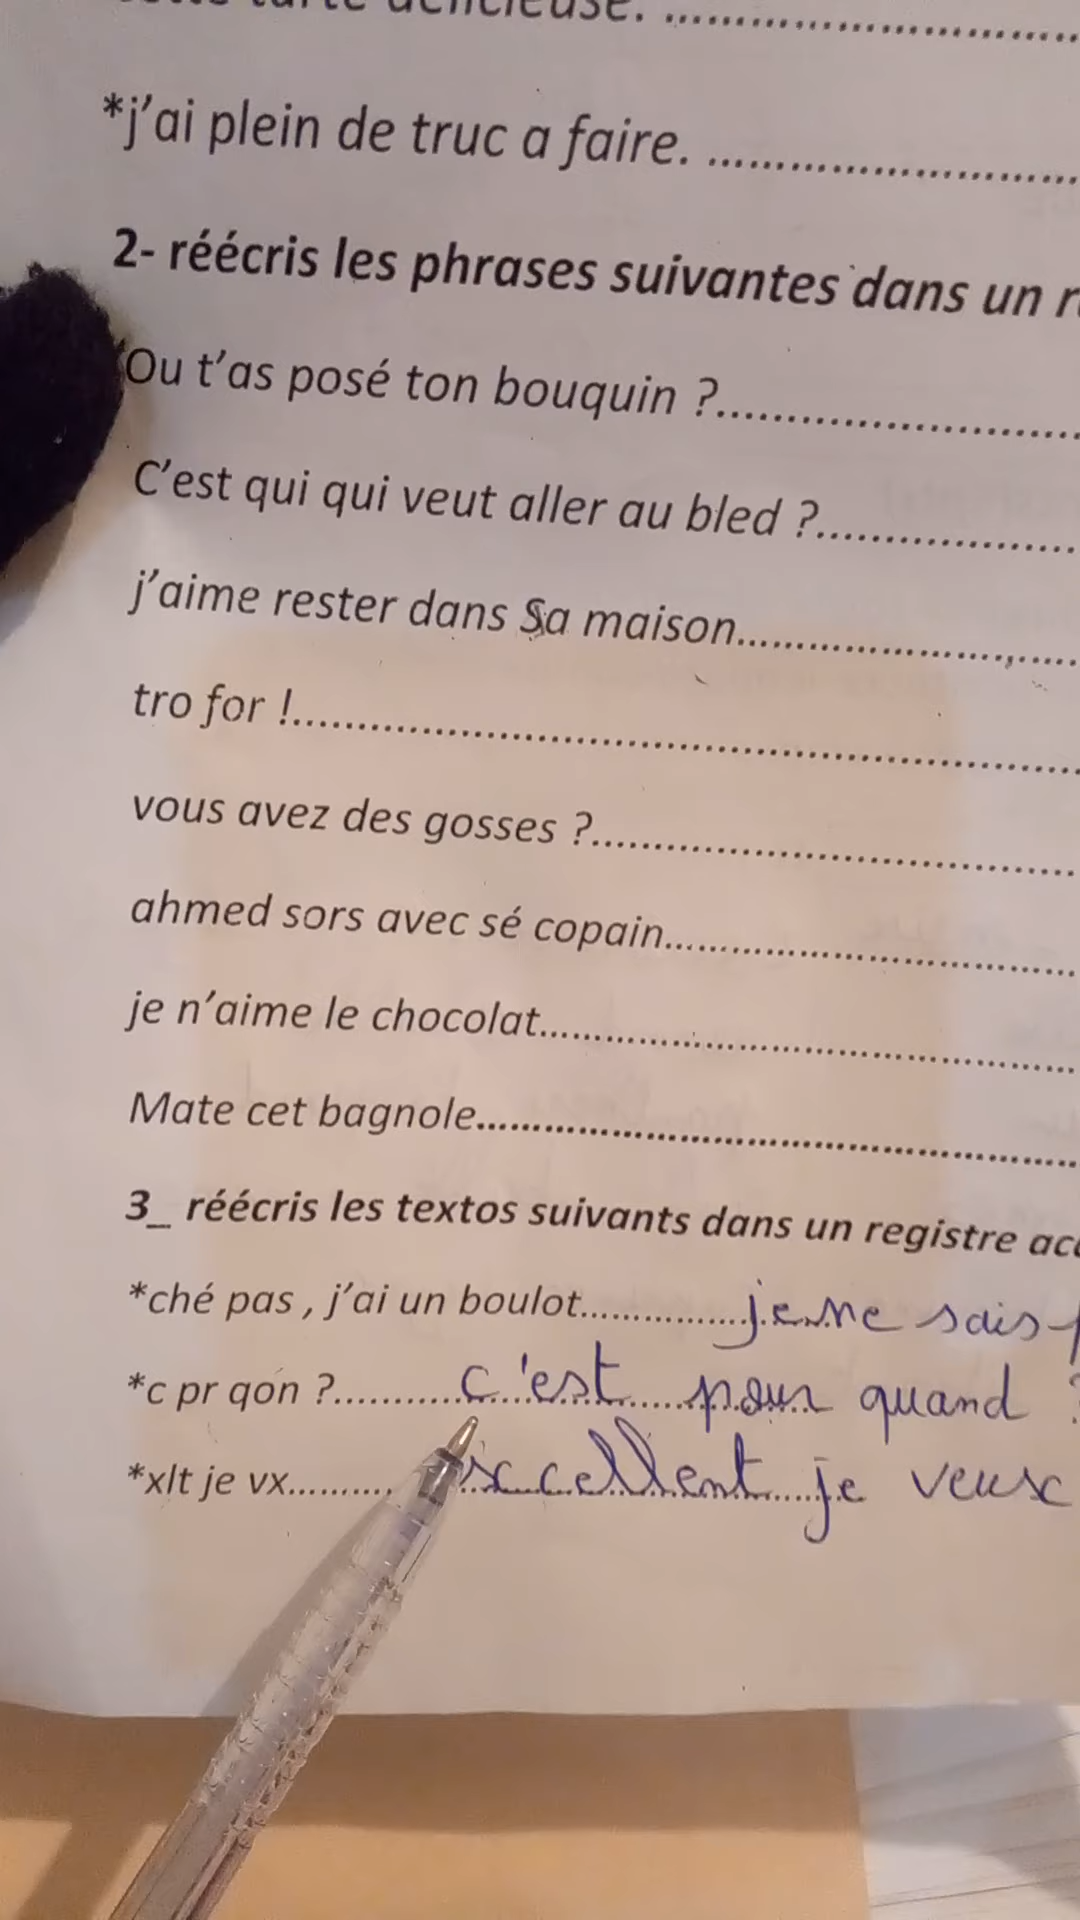 délicieuse. ....................
*j'ai plein de truc a faire. ....................
2- réécris les phrases suivantes dans un
Ou t'as posé ton bouquin ?....................
C'est qui qui veut aller au bled ?....................
j'aime rester dans Sa maison....................
tro for !....................
vous avez des gosses ?....................
ahmed sors avec sé copain....................
je n'aime le chocolat....................
Mate cet bagnole....................
3_ réécris les textos suivants dans un registre
*ché pas , j'ai un boulot............... je ne sais
*c pr qon ?........... c'est pour quand ?
*xlt je vx.......... excellent je veux